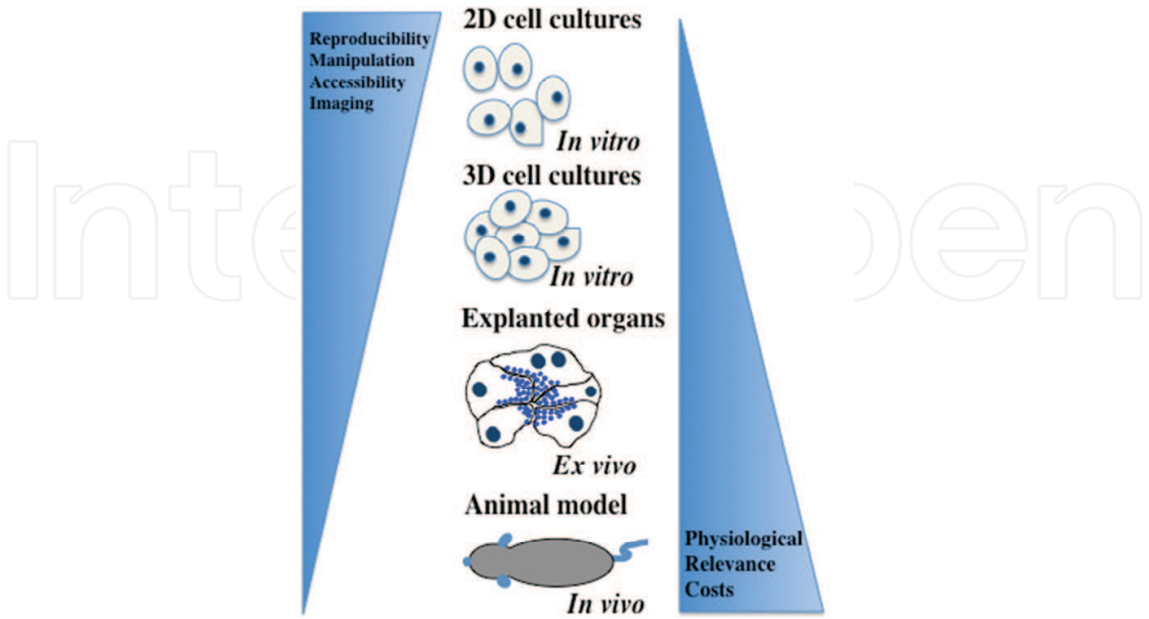 Reproducibility
Manipulation
Accessibility
Imaging
2D cell cultures
In vitro
3D cell cultures
In vitro
Explanted organs
Ex vivo
Animal model
In vivo
Physiological
Relevance
Costs